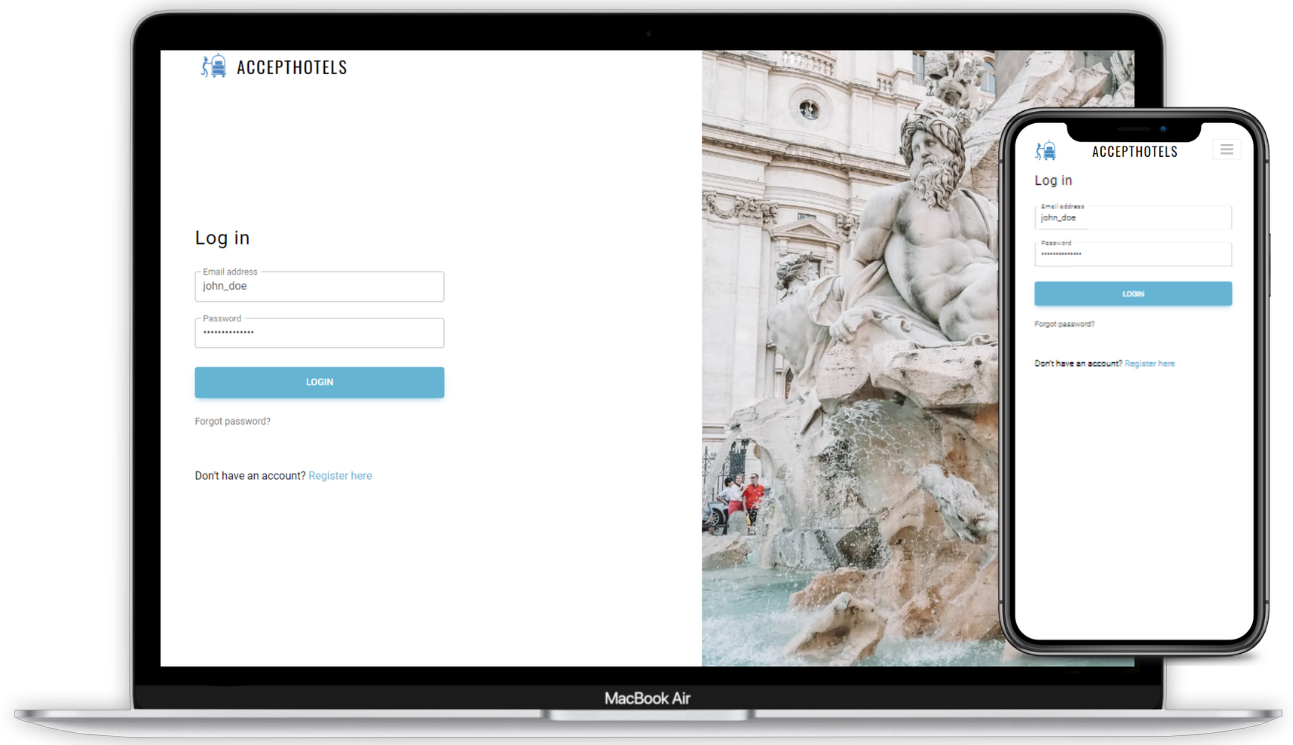 ACCEPTHOTELS
Log in
Email address
john_doe
Password
••••••••••••••
LOGIN
Forgot password?
Don't have an account? Register here
MacBook Air
ACCEPTHOTELS
Log in
Email address
john_doe
Password
••••••••••••••
LOGIN
Forgot password?
Don't have an account? Register here